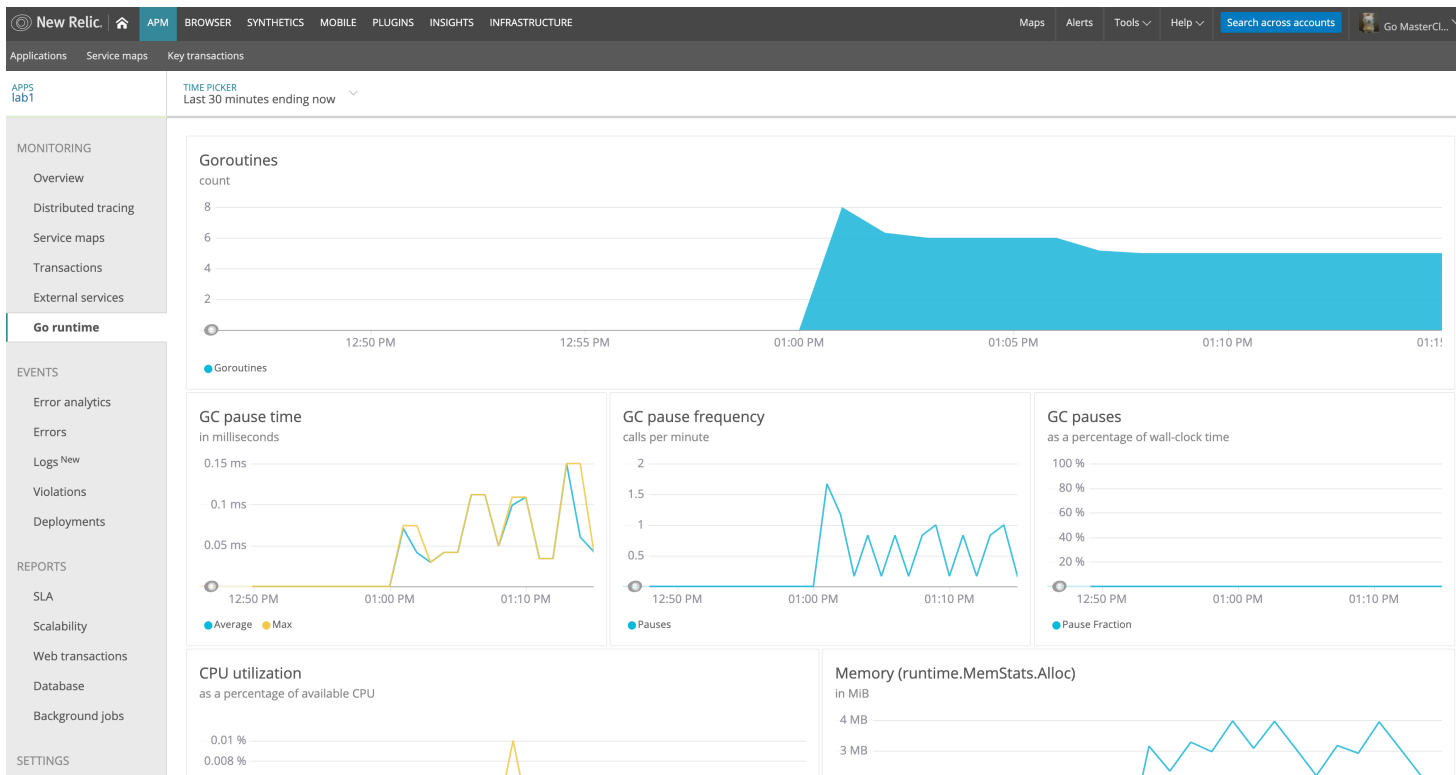 New Relic. APM BROWSER SYNTHETICS MOBILE PLUGINS INSIGHTS INFRASTRUCTURE Maps Alerts Tools Help Search across accounts Go MasterCl...
Applications Service maps Key transactions
APPS
lab1
TIME PICKER
Last 30 minutes ending now
MONITORING
Overview
Distributed tracing
Service maps
Transactions
External services
Go runtime
EVENTS
Error analytics
Errors
Logs New
Violations
Deployments
REPORTS
SLA
Scalability
Web transactions
Database
Background jobs
SETTINGS
Goroutines
count
8
6
4
2
12:50 PM 12:55 PM 01:00 PM 01:05 PM 01:10 PM
Goroutines
GC pause time
in milliseconds
0.15 ms
0.1 ms
0.05 ms
12:50 PM 01:00 PM 01:10 PM
Average Max
GC pause frequency
calls per minute
2
1.5
1
0.5
12:50 PM 01:00 PM 01:10 PM
Pauses
GC pauses
as a percentage of wall-clock time
100 %
80 %
60 %
40 %
20 %
12:50 PM 01:00 PM 01:10 PM
Pause Fraction
CPU utilization
as a percentage of available CPU
0.01 %
0.008 %
Memory (runtime.MemStats.Alloc)
in MiB
4 MB
3 MB